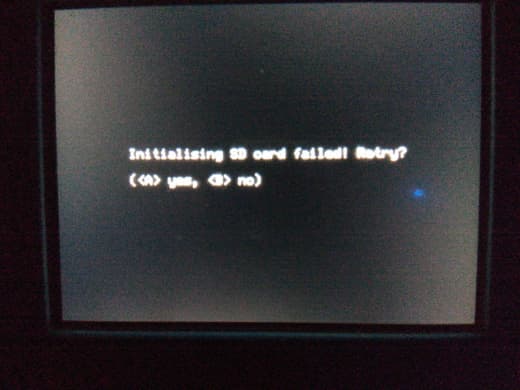 Initialising SD card failed! Retry?
(<A> yes, <B> no)